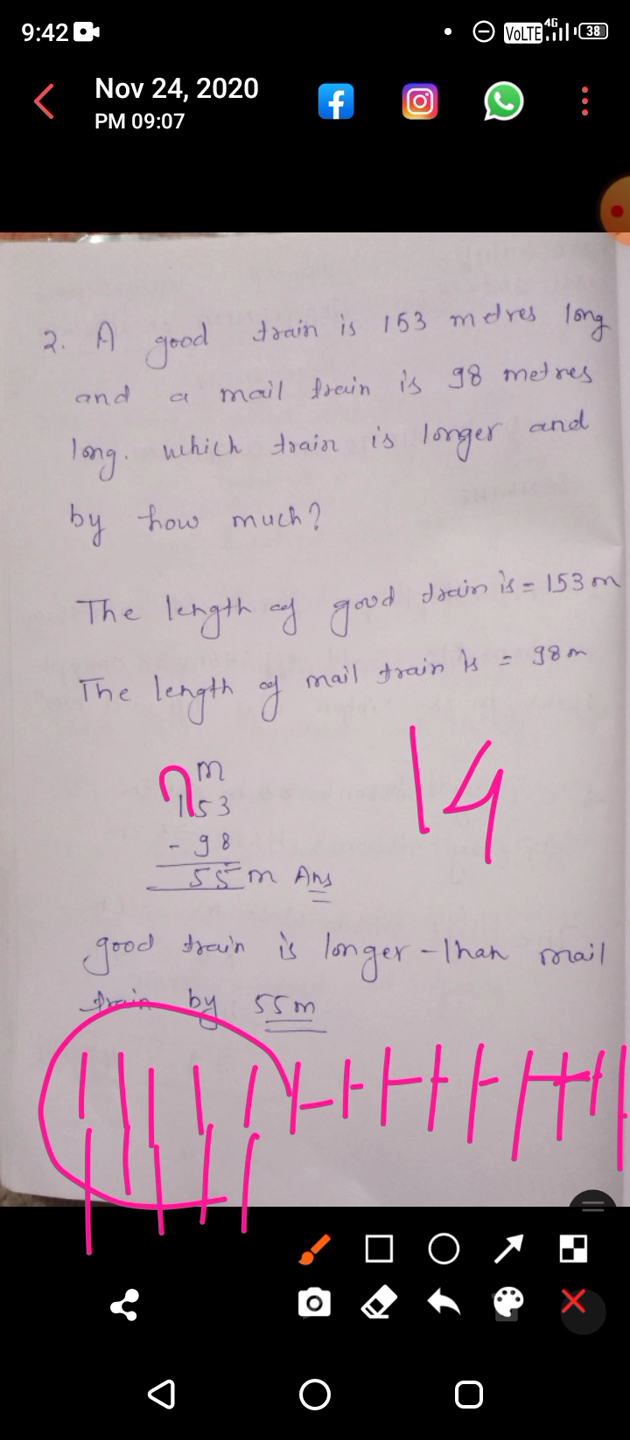 9:42
VoLTE 4G 38
Nov 24, 2020
PM 09:07
2. A good train is 153 metres long
and a mail train is 98 metres
long. which train is longer and
by how much?
The length of good train is = 153 m
The length of mail train is = 98 m
m
153
- 98
55 m Ans
14
good train is longer than mail
train by 55m